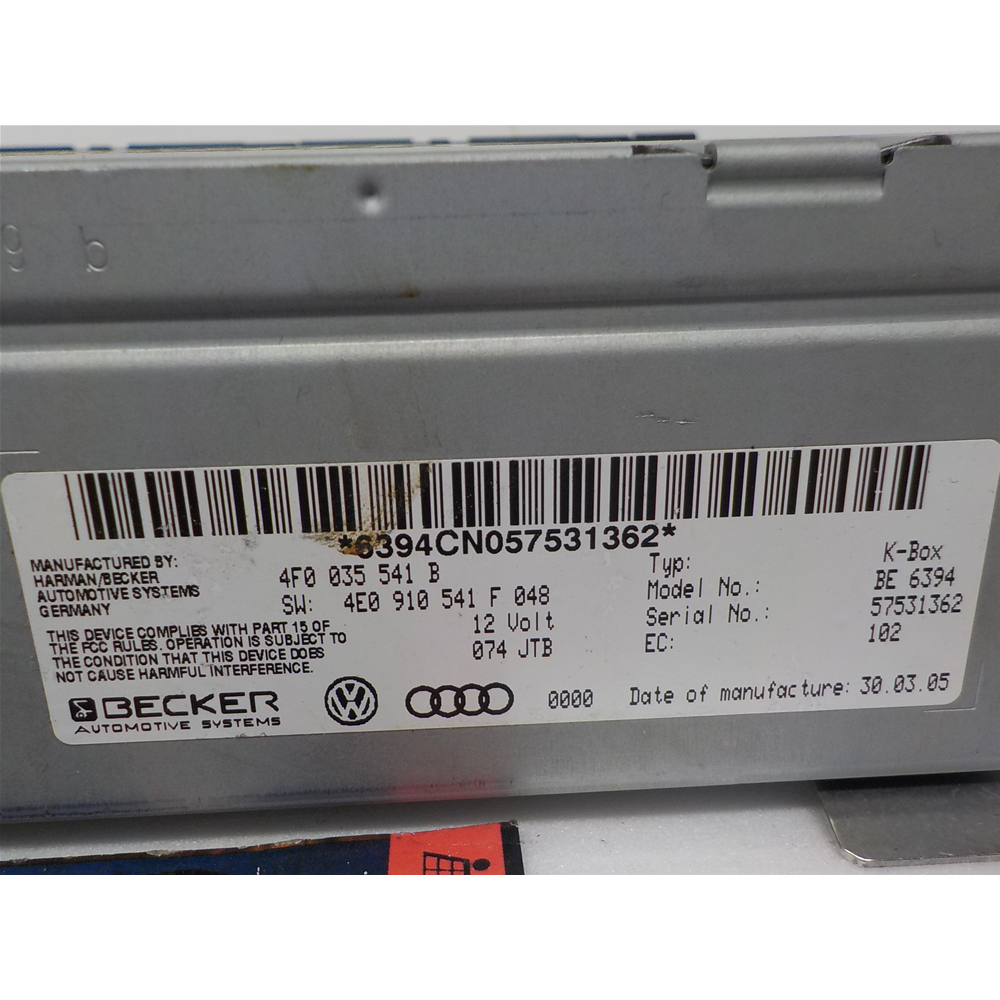 9 b
*6394CN057531362*
MANUFACTURED BY:
HARMAN/BECKER
AUTOMOTIVE SYSTEMS
GERMANY
THIS DEVICE COMPLIES WITH PART 15 OF
THE FCC RULES. OPERATION IS SUBJECT TO
THE CONDITION THAT THIS DEVICE DOES
NOT CAUSE HARMFUL INTERFERENCE.
4F0 035 541 B
SW: 4E0 910 541 F 048
12 Volt
074 JTB
Typ: K-Box
Model No.: BE 6394
Serial No.: 57531362
EC: 102
BECKER
AUTOMOTIVE SYSTEMS
VW
0000 Date of manufacture: 30.03.05